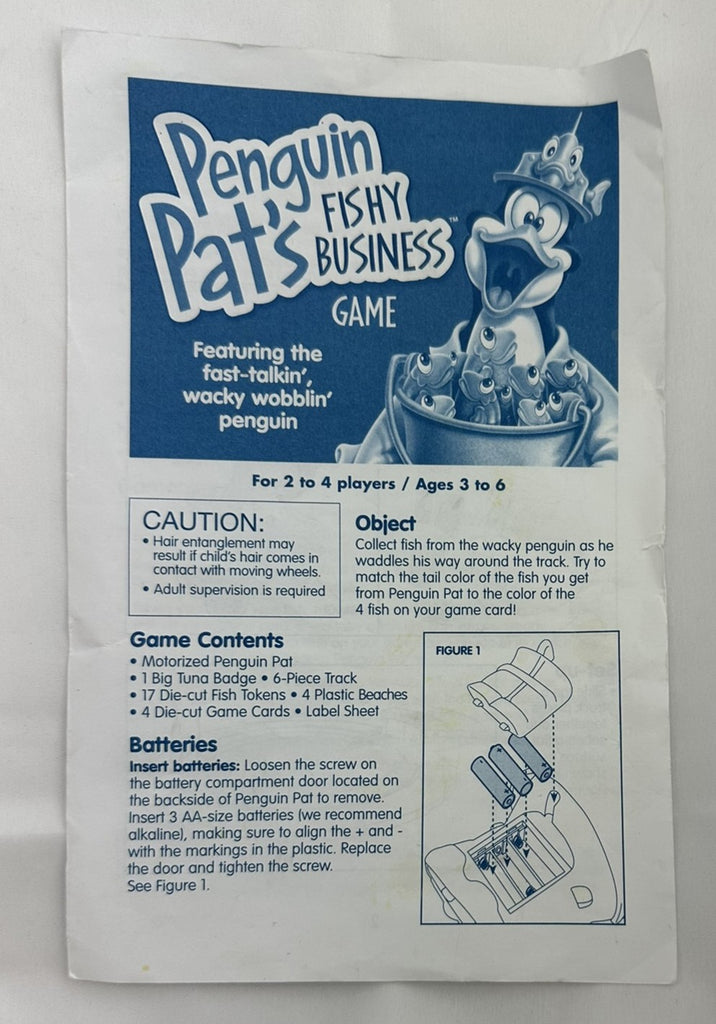 Penguin
Pat's FISHY
BUSINESS™
GAME
Featuring the
fast-talkin',
wacky wobblin'
penguin
For 2 to 4 players / Ages 3 to 6
CAUTION:
• Hair entanglement may
result if child's hair comes in
contact with moving wheels.
• Adult supervision is required
Object
Collect fish from the wacky penguin as he
waddles his way around the track. Try to
match the tail color of the fish you get
from Penguin Pat to the color of the
4 fish on your game card!
Game Contents
• Motorized Penguin Pat
• 1 Big Tuna Badge • 6-Piece Track
• 17 Die-cut Fish Tokens • 4 Plastic Beaches
• 4 Die-cut Game Cards • Label Sheet
Batteries
Insert batteries: Loosen the screw on
the battery compartment door located on
the backside of Penguin Pat to remove.
Insert 3 AA-size batteries (we recommend
alkaline), making sure to align the + and -
with the markings in the plastic. Replace
the door and tighten the screw.
See Figure 1.
FIGURE 1